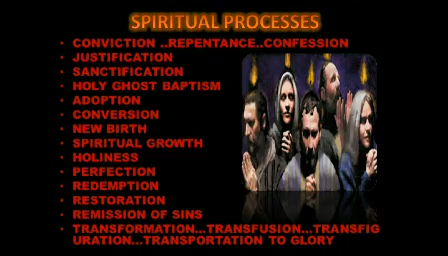 SPIRITUAL PROCESSES
• CONVICTION ..REPENTANCE..CONFESSION
• JUSTIFICATION
• SANCTIFICATION
• HOLY GHOST BAPTISM
• ADOPTION
• CONVERSION
• NEW BIRTH
• SPIRITUAL GROWTH
• HOLINESS
• PERFECTION
• REDEMPTION
• RESTORATION
• REMISSION OF SINS
• TRANSFORMATION...TRANSFUSION...TRANSFIG
URATION...TRANSPORTATION TO GLORY